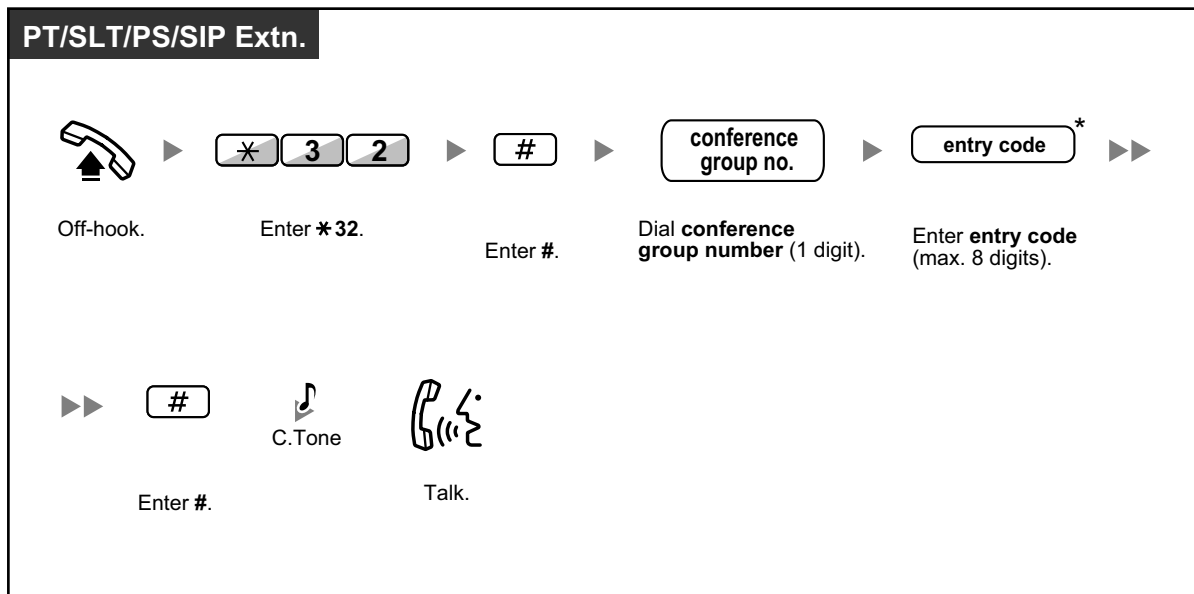 PT/SLT/PS/SIP Extn.
* 3 2
#
conference
group no.
entry code*
Off-hook.
Enter *32.
Enter #.
Dial conference
group number (1 digit).
Enter entry code
(max. 8 digits).
#
C.Tone
Enter #.
Talk.